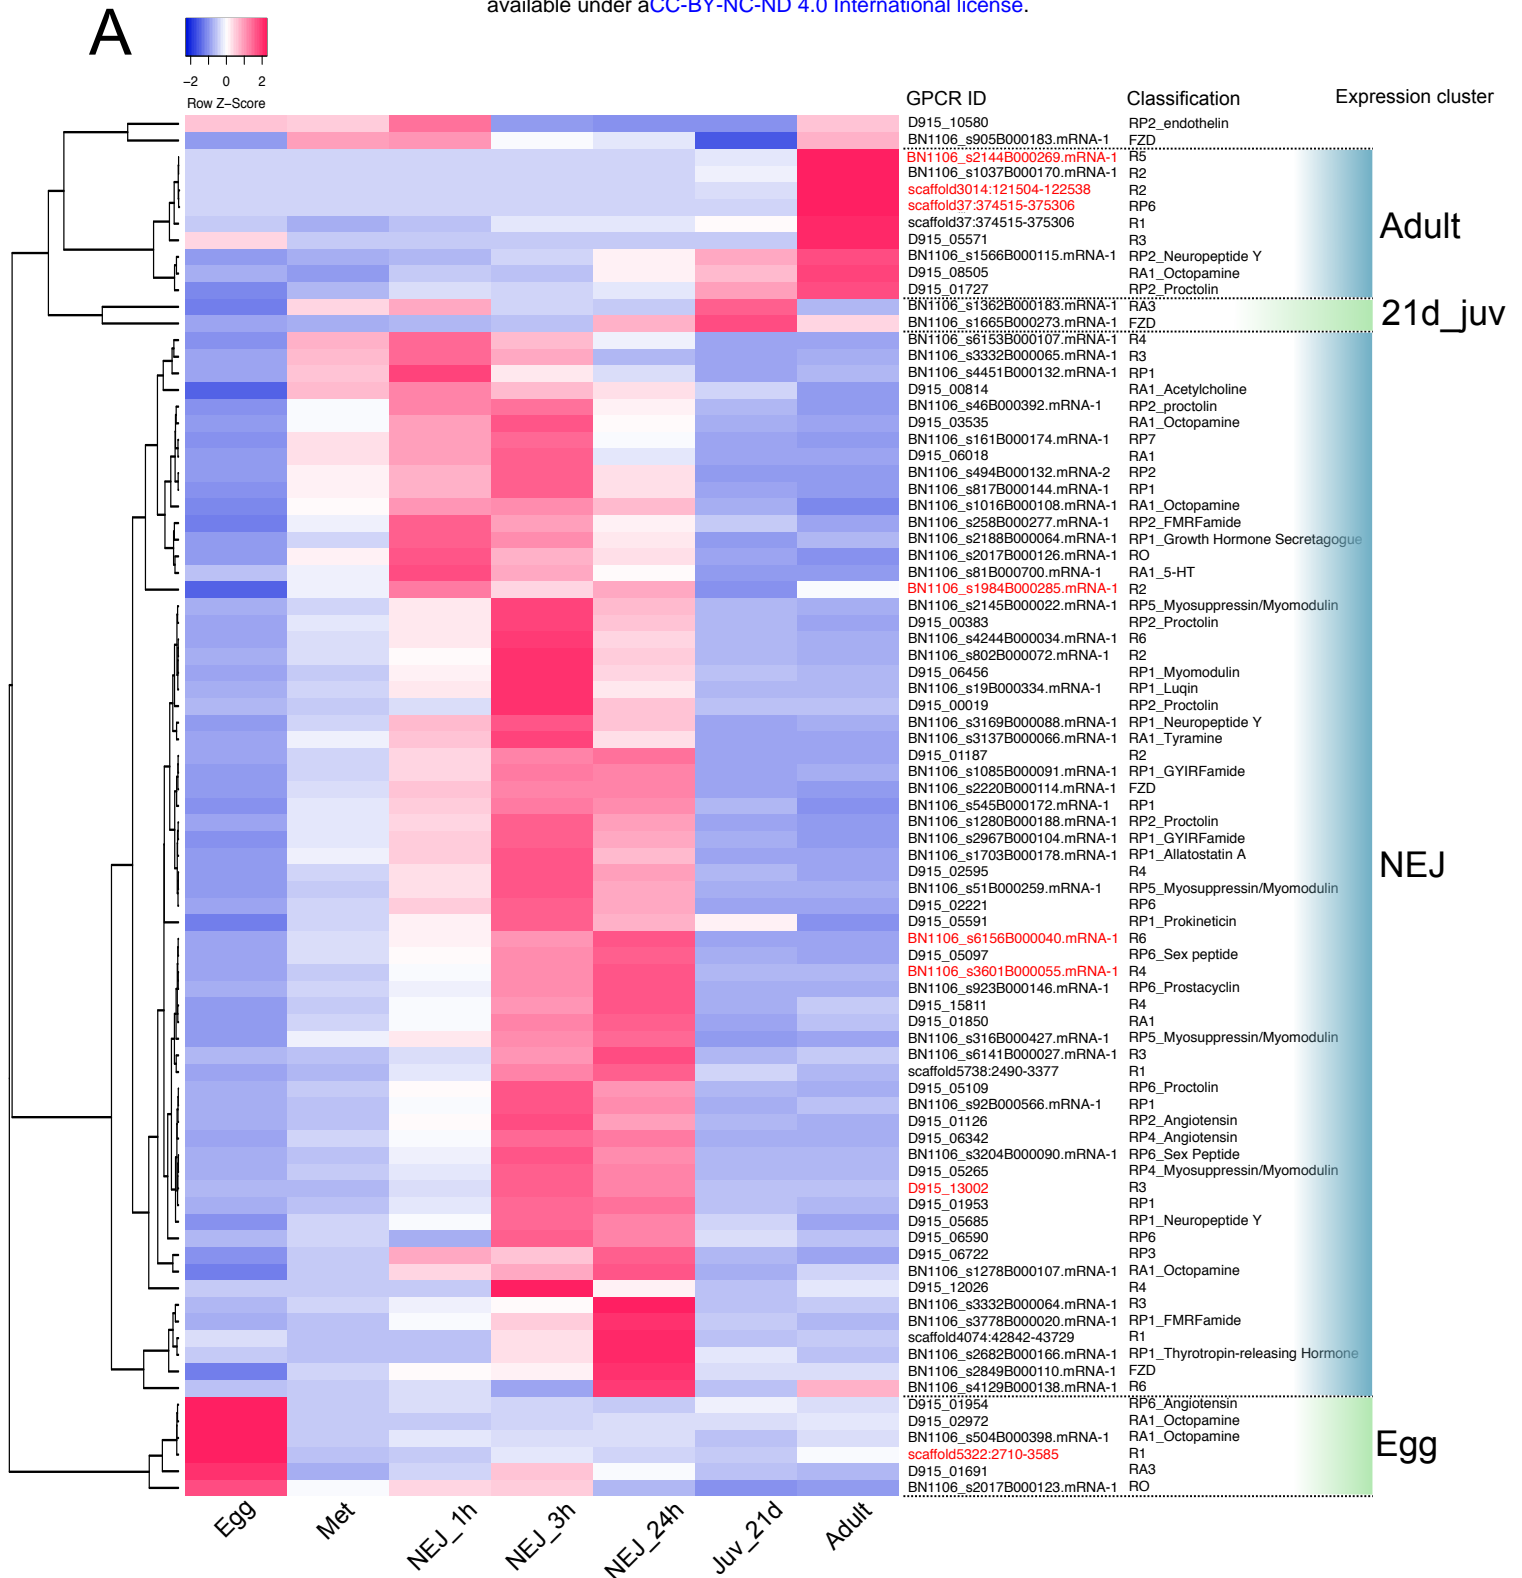 available under aCC-BY-NC-ND 4.0 International license.
A
−2 0 2
Row Z−Score
GPCR ID Classification Expression cluster
D915_10580 RP2_endothelin
BN1106_s905B000183.mRNA-1 FZD
BN1106_s2144B000269.mRNA-1 R5
BN1106_s1037B000170.mRNA-1 R2
scaffold3014:121504-122538 R2
scaffold37:374515-375306 RP6
scaffold37:374515-375306 R1
Adult
D915_05571 R3
BN1106_s1566B000115.mRNA-1 RP2_Neuropeptide Y
D915_08505 RA1_Octopamine
D915_01727 RP2_Proctolin
BN1106_s1362B000183.mRNA-1 RA3
21d_juv
BN1106_s1665B000273.mRNA-1 FZD
BN1106_s6153B000107.mRNA-1 R4
BN1106_s3332B000065.mRNA-1 R3
BN1106_s4451B000132.mRNA-1 RP1
D915_00814 RA1_Acetylcholine
BN1106_s46B000392.mRNA-1 RP2_proctolin
D915_03535 RA1_Octopamine
BN1106_s161B000174.mRNA-1 RP7
D915_06018 RA1
BN1106_s494B000132.mRNA-2 RP2
BN1106_s817B000144.mRNA-1 RP1
BN1106_s1016B000108.mRNA-1 RA1_Octopamine
BN1106_s258B000277.mRNA-1 RP2_FMRFamide
BN1106_s2188B000064.mRNA-1 RP1_Growth Hormone Secretagogue
BN1106_s2017B000126.mRNA-1 RO
BN1106_s81B000700.mRNA-1 RA1_5-HT
BN1106_s1984B000285.mRNA-1 R2
BN1106_s2145B000022.mRNA-1 RP5_Myosuppressin/Myomodulin
D915_00383 RP2_Proctolin
BN1106_s4244B000034.mRNA-1 R6
BN1106_s802B000072.mRNA-1 R2
D915_06456 RP1_Myomodulin
BN1106_s19B000334.mRNA-1 RP1_Luqin
D915_00019 RP2_Proctolin
BN1106_s3169B000088.mRNA-1 RP1_Neuropeptide Y
BN1106_s3137B000066.mRNA-1 RA1_Tyramine
D915_01187 R2
BN1106_s1085B000091.mRNA-1 RP1_GYIRFamide
BN1106_s2220B000114.mRNA-1 FZD
BN1106_s545B000172.mRNA-1 RP1
BN1106_s1280B000188.mRNA-1 RP2_Proctolin
BN1106_s2967B000104.mRNA-1 RP1_GYIRFamide
BN1106_s1703B000178.mRNA-1 RP1_Allatostatin A
NEJ
D915_02595 R4
BN1106_s51B000259.mRNA-1 RP5_Myosuppressin/Myomodulin
D915_02221 RP6
D915_05591 RP1_Prokineticin
BN1106_s6156B000040.mRNA-1 R6
D915_05097 RP6_Sex peptide
BN1106_s3601B000055.mRNA-1 R4
BN1106_s923B000146.mRNA-1 RP6_Prostacyclin
D915_15811 R4
D915_01850 RA1
BN1106_s316B000427.mRNA-1 RP5_Myosuppressin/Myomodulin
BN1106_s6141B000027.mRNA-1 R3
scaffold5738:2490-3377 R1
D915_05109 RP6_Proctolin
BN1106_s92B000566.mRNA-1 RP1
D915_01126 RP2_Angiotensin
D915_06342 RP4_Angiotensin
BN1106_s3204B000090.mRNA-1 RP6_Sex Peptide
D915_05265 RP4_Myosuppressin/Myomodulin
D915_13002 R3
D915_01953 RP1
D915_05685 RP1_Neuropeptide Y
D915_06590 RP6
D915_06722 RP3
BN1106_s1278B000107.mRNA-1 RA1_Octopamine
D915_12026 R4
BN1106_s3332B000064.mRNA-1 R3
BN1106_s3778B000020.mRNA-1 RP1_FMRFamide
scaffold4074:42842-43729 R1
BN1106_s2682B000166.mRNA-1 RP1_Thyrotropin-releasing Hormone
BN1106_s2849B000110.mRNA-1 FZD
BN1106_s4129B000138.mRNA-1 R6
D915_01954 RP6_Angiotensin
D915_02972 RA1_Octopamine
BN1106_s504B000398.mRNA-1 RA1_Octopamine
Egg
scaffold5322:2710-3585 R1
D915_01691 RA3
BN1106_s2017B000123.mRNA-1 RO
Egg Met NEJ_1h NEJ_3h NEJ_24h Juv_21d Adult